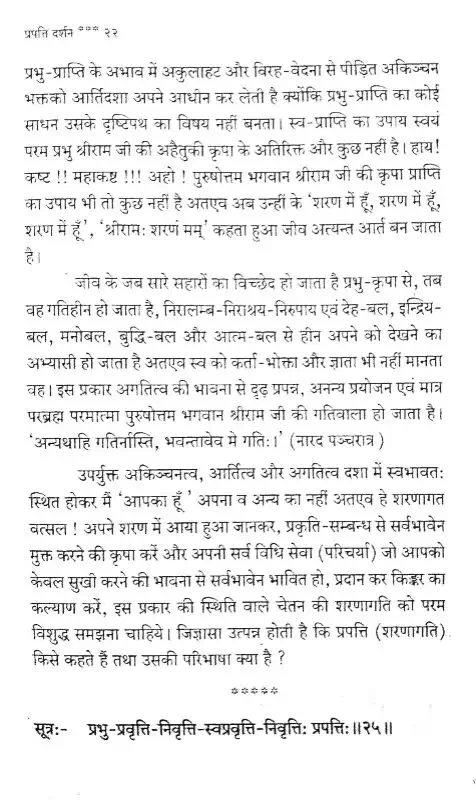 प्रपत्ति दर्शन *** २२
प्रभु-प्राप्ति के अभाव में अकुलाहट और विरह-वेदना से पीड़ित अकिञ्चन
भक्तको आर्तिदशा अपने आधीन कर लेती है क्योंकि प्रभु-प्राप्ति का कोई
साधन उसके दृष्टिपथ का विषय नहीं बनता। स्व-प्राप्ति का उपाय स्वयं
परम प्रभु श्रीराम जी की अहैतुकी कृपा के अतिरिक्त और कुछ नहीं है। हाय!
कष्ट !! महाकष्ट !!! अहो ! पुरुषोत्तम भगवान श्रीराम जी की कृपा प्राप्ति
का उपाय भी तो कुछ नहीं है अतएव अब उन्हीं के ‘शरण में हूँ, शरण में हूँ,
शरण में हूँ’, ‘श्रीरामः शरणं मम्’ कहता हुआ जीव अत्यन्त आर्त बन जाता
है।
जीव के जब सारे सहारों का विच्छेद हो जाता है प्रभु-कृपा से, तब
वह गतिहीन हो जाता है, निरालम्ब-निराश्रय-निरुपाय एवं देह-बल, इन्द्रिय-
बल, मनोबल, बुद्धि-बल और आत्म-बल से हीन अपने को देखने का
अभ्यासी हो जाता है अतएव स्व को कर्ता-भोक्ता और ज्ञाता भी नहीं मानता
वह। इस प्रकार अगतित्व की भावना से दृढ़ प्रपन्न, अनन्य प्रयोजन एवं मात्र
परब्रह्म परमात्मा पुरुषोत्तम भगवान श्रीराम जी की गतिवाला हो जाता है।
‘अन्यथाहि गतिर्नास्ति, भवन्तावेव मे गतिः।’ (नारद पञ्चरात्र)
उपर्युक्त अकिञ्चनत्व, आर्तित्व और अगतित्व दशा में स्वभावतः
स्थित होकर मैं ‘आपका हूँ ’ अपना व अन्य का नहीं अतएव हे शरणागत
वत्सल ! अपने शरण में आया हुआ जानकर, प्रकृति-सम्बन्ध से सर्वभावेन
मुक्त करने की कृपा करें और अपनी सर्व विधि सेवा (परिचर्या) जो आपको
केवल सुखी करने की भावना से सर्वभावेन भावित हो, प्रदान कर किङ्कर का
कल्याण करें, इस प्रकार की स्थिति वाले चेतन की शरणागति को परम
विशुद्ध समझना चाहिये। जिज्ञासा उत्पन्न होती है कि प्रपत्ति (शरणागति)
किसे कहते हैं तथा उसकी परिभाषा क्या है ?
*****
सूत्र:- प्रभु-प्रवृत्ति-निवृत्ति-स्वप्रवृत्ति-निवृत्तिः प्रपत्तिः॥२५॥